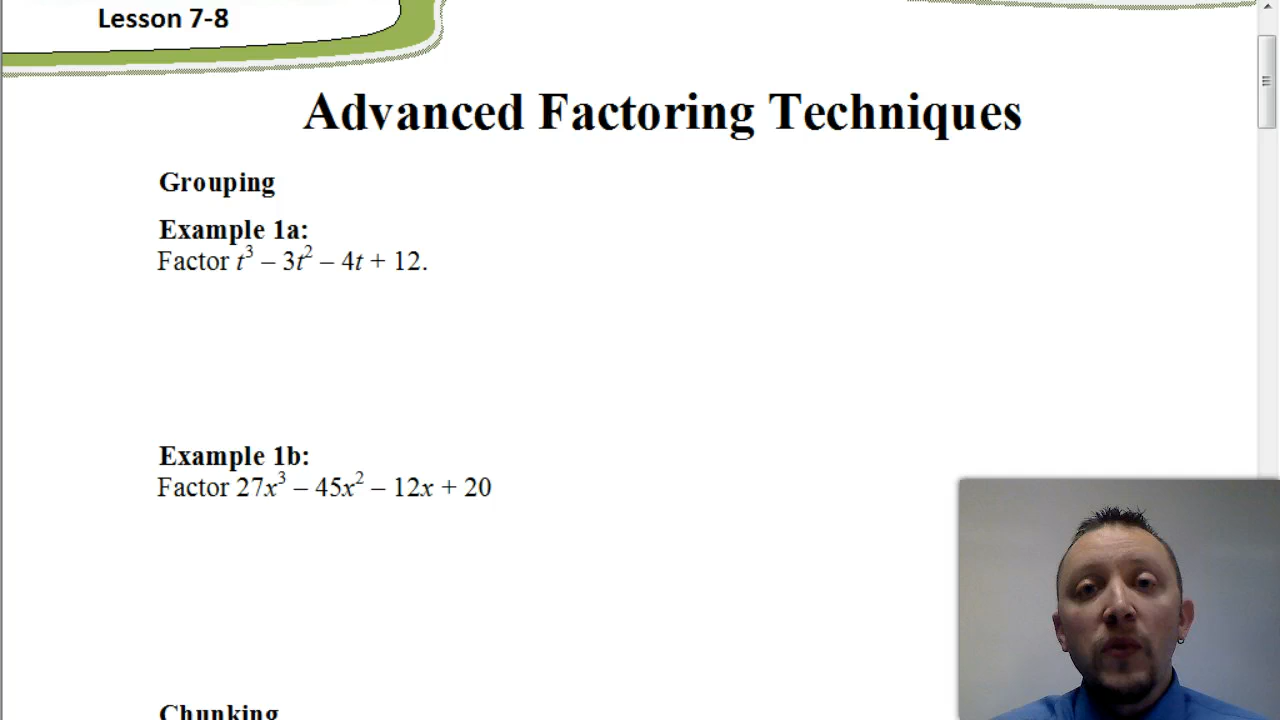 Lesson 7-8
Advanced Factoring Techniques
Grouping
Example 1a:
Factor t³ – 3t² – 4t + 12.
Example 1b:
Factor 27x³ – 45x² – 12x + 20
Chunking